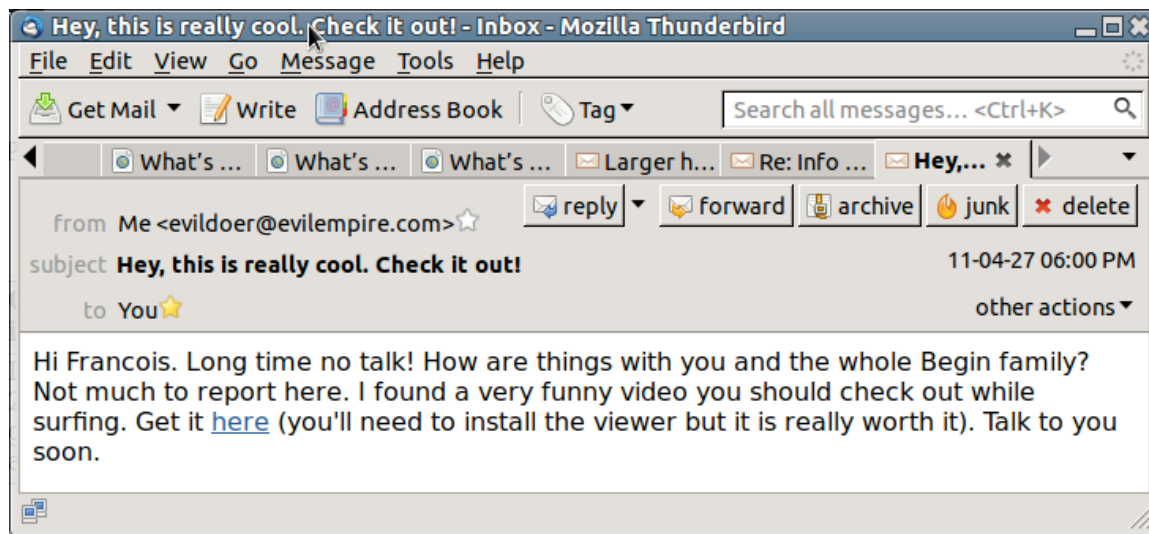 Hey, this is really cool. Check it out! - Inbox - Mozilla Thunderbird
File Edit View Go Message Tools Help
Get Mail Write Address Book Tag Search all messages... <Ctrl+K>
What's ... What's ... What's ... Larger h... Re: Info ... Hey,...
from Me <evildoer@evilempire.com> reply forward archive junk delete
subject Hey, this is really cool. Check it out! 11-04-27 06:00 PM
to You other actions
Hi Francois. Long time no talk! How are things with you and the whole Begin family?
Not much to report here. I found a very funny video you should check out while
surfing. Get it here (you'll need to install the viewer but it is really worth it). Talk to you
soon.